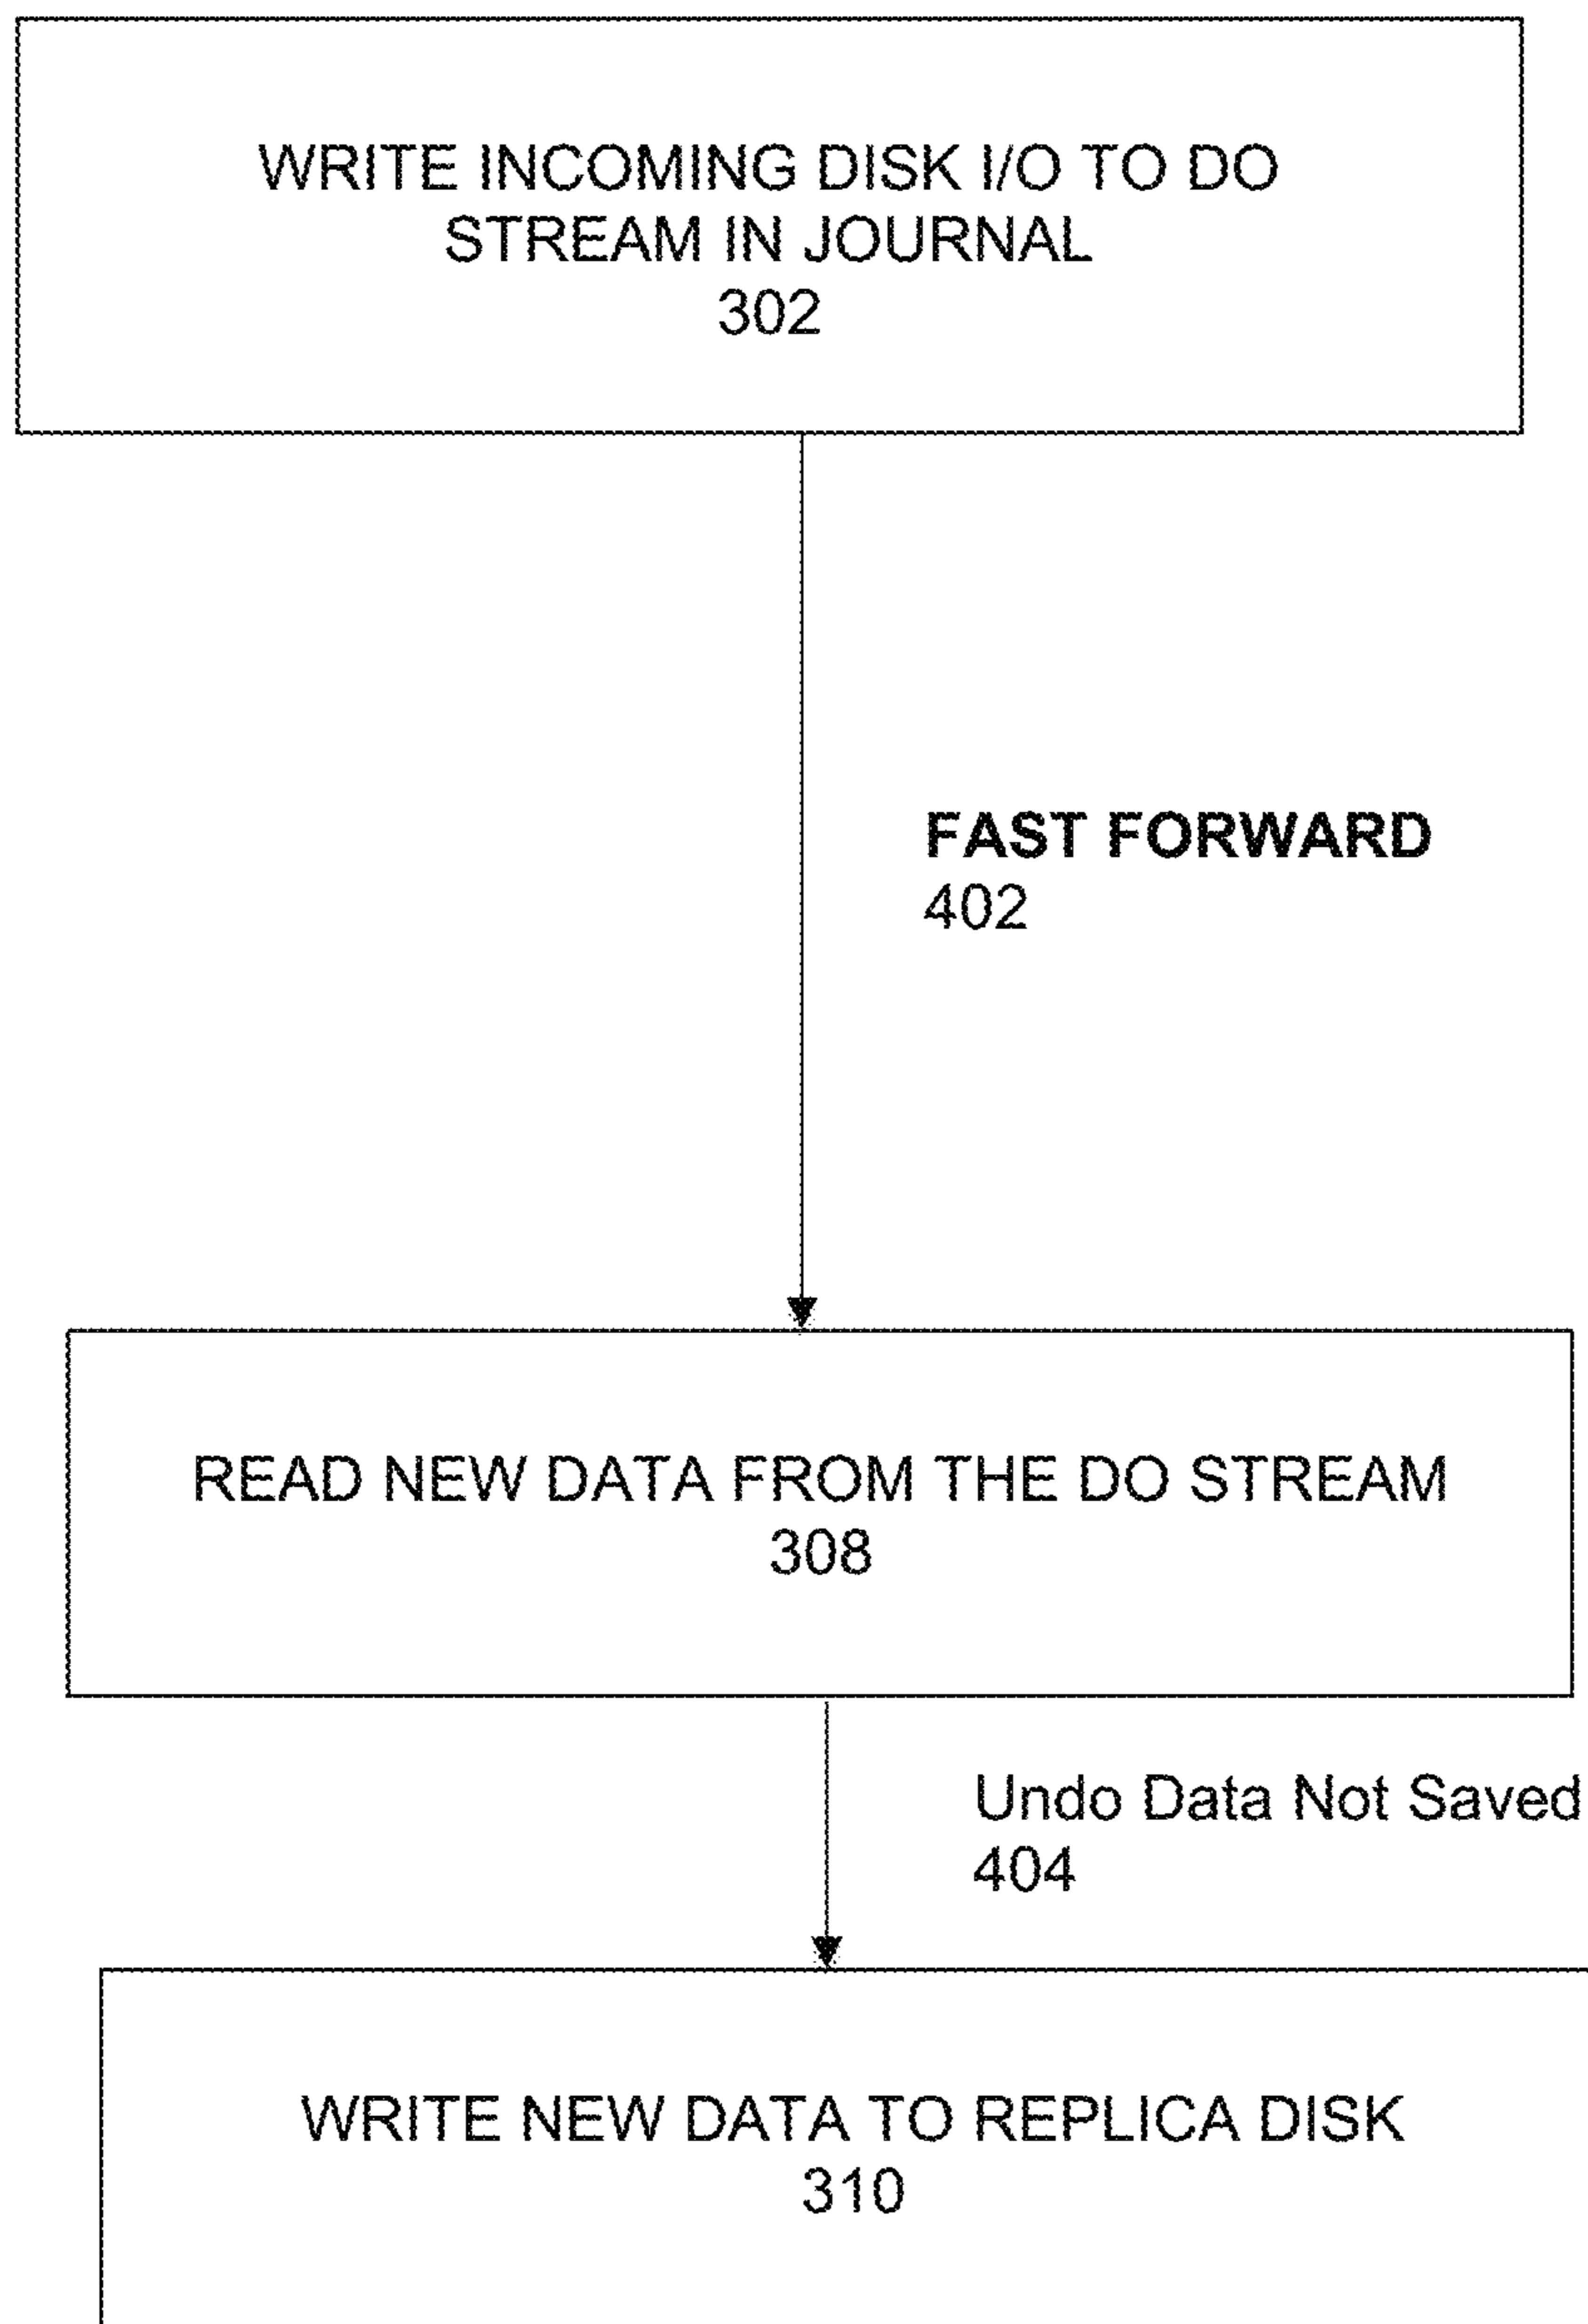 WRITE INCOMING DISK I/O TO DO
STREAM IN JOURNAL
302
FAST FORWARD
402
READ NEW DATA FROM THE DO STREAM
308
Undo Data Not Saved
404
WRITE NEW DATA TO REPLICA DISK
310